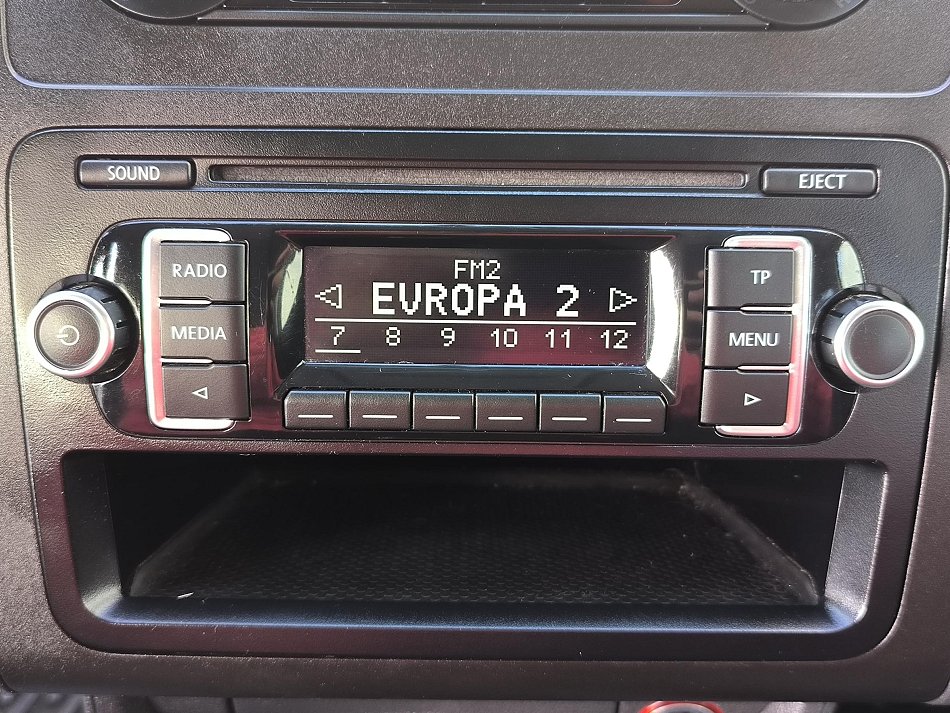 SOUND
EJECT
RADIO
MEDIA
FM2
EVROPA 2
7 8 9 10 11 12
TP
MENU